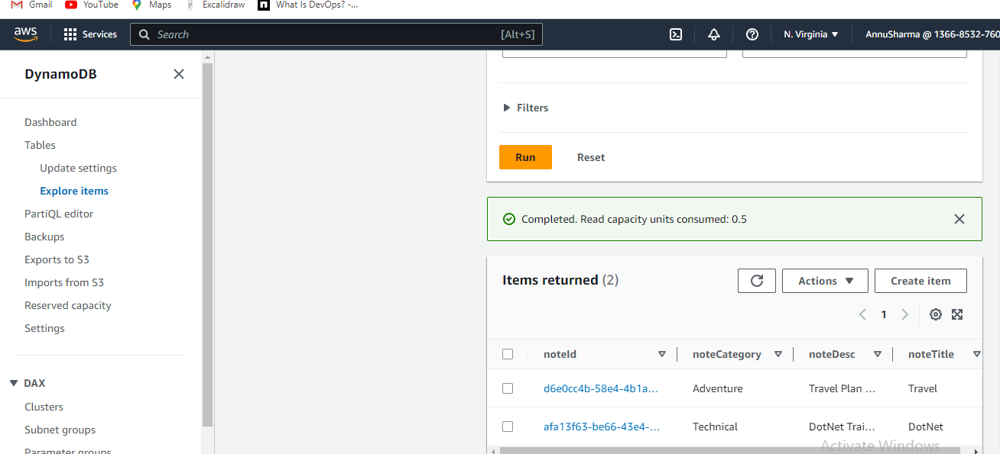 Gmail YouTube Maps Excalidraw What Is DevOps? -...
aws Services Search [Alt+S] N. Virginia AnnuSharma @ 1366-8532-760
DynamoDB
Dashboard
Tables
Update settings
Explore items
PartiQL editor
Backups
Exports to S3
Imports from S3
Reserved capacity
Settings
DAX
Clusters
Subnet groups
Parameter groups
Filters
Run Reset
Completed. Read capacity units consumed: 0.5
Items returned (2) Actions Create item
1
noteId noteCategory noteDesc noteTitle
d6e0cc4b-58e4-4b1a... Adventure Travel Plan ... Travel
afa13f63-be66-43e4-... Technical DotNet Trai... DotNet
Activate Windows